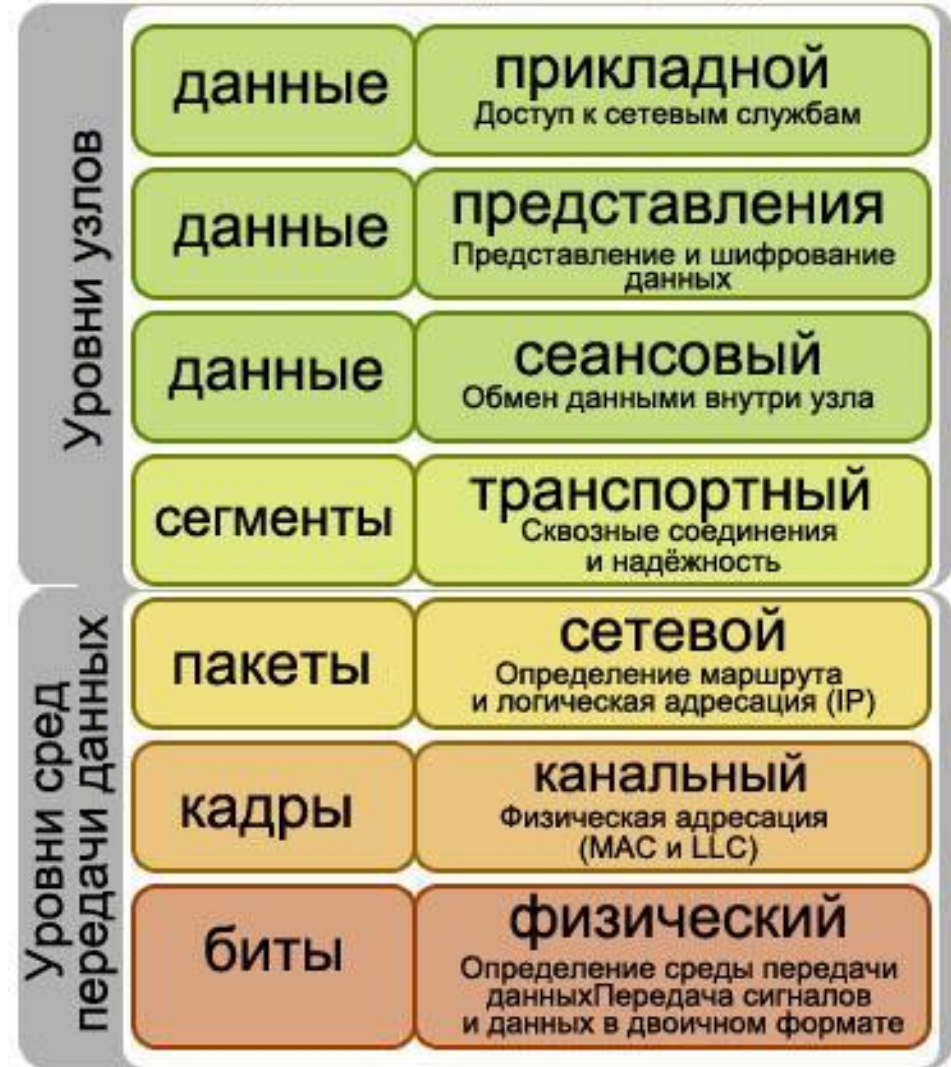 Уровни узлов
данные
прикладной
Доступ к сетевым службам
данные
представления
Представление и шифрование
данных
данные
сеансовый
Обмен данными внутри узла
сегменты
транспортный
Сквозные соединения
и надёжность
Уровни сред
передачи данных
пакеты
сетевой
Определение маршрута
и логическая адресация (IP)
кадры
канальный
Физическая адресация
(MAC и LLC)
биты
физический
Определение среды передачи
данныхПередача сигналов
и данных в двоичном формате